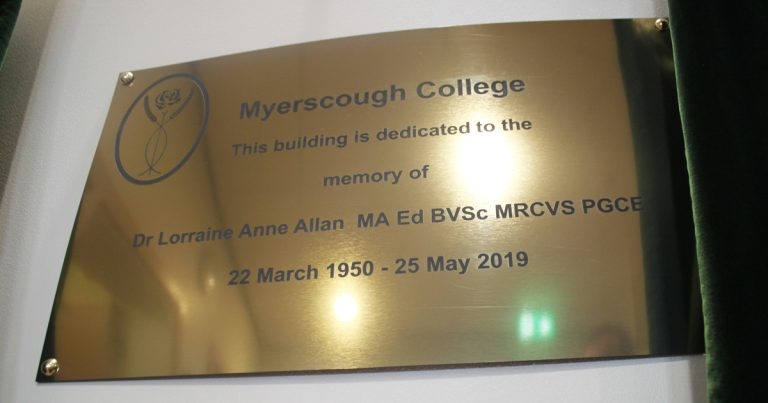 Myerscough College
This building is dedicated to the
memory of
Dr Lorraine Anne Allan MA Ed BVSc MRCVS PGCE
22 March 1950 - 25 May 2019